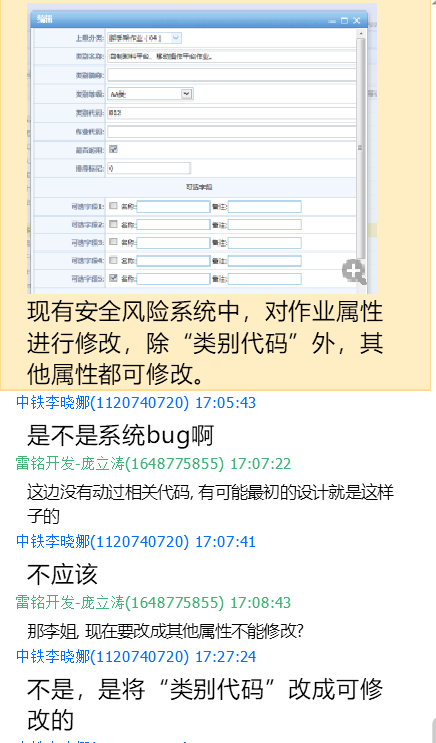 编辑
上级分类:
类别名称:
类别编码:
类别等级:
类别代码:
012
作业代码:
是否启用:
排序标记:
0
可选字段
可选字段1: 名称: 备注:
可选字段2: 名称: 备注:
可选字段3: 名称: 备注:
可选字段4: 名称: 备注:
可选字段5: 名称: 备注:
现有安全风险系统中，对作业属性
进行修改，除“类别代码”外，其
他属性都可修改。
中铁李晓娜(1120740720) 17:05:43
是不是系统bug啊
雷铭开发-庞立涛(1648775855) 17:07:22
这边没有动过相关代码, 有可能最初的设计就是这样
子的
中铁李晓娜(1120740720) 17:07:41
不应该
雷铭开发-庞立涛(1648775855) 17:08:43
那李姐, 现在要改成其他属性不能修改?
中铁李晓娜(1120740720) 17:27:24
不是，是将“类别代码”改成可修
改的